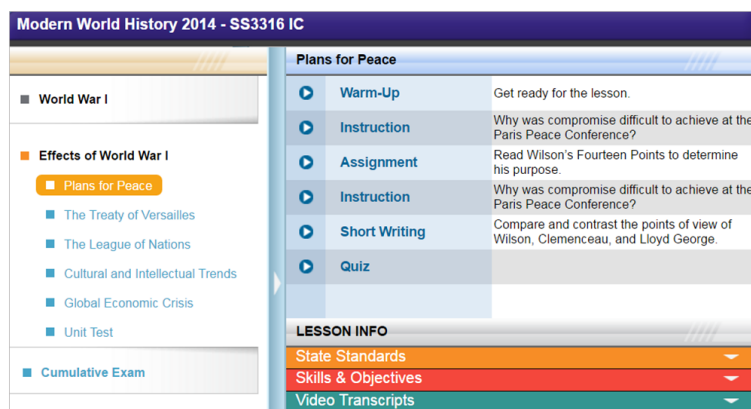 Modern World History 2014 - SS3316 IC
World War I
Effects of World War I
Plans for Peace
The Treaty of Versailles
The League of Nations
Cultural and Intellectual Trends
Global Economic Crisis
Unit Test
Cumulative Exam
Plans for Peace
Warm-Up Get ready for the lesson.
Instruction Why was compromise difficult to achieve at the
Paris Peace Conference?
Assignment Read Wilson's Fourteen Points to determine
his purpose.
Instruction Why was compromise difficult to achieve at the
Paris Peace Conference?
Short Writing Compare and contrast the points of view of
Wilson, Clemenceau, and Lloyd George.
Quiz
LESSON INFO
State Standards
Skills & Objectives
Video Transcripts